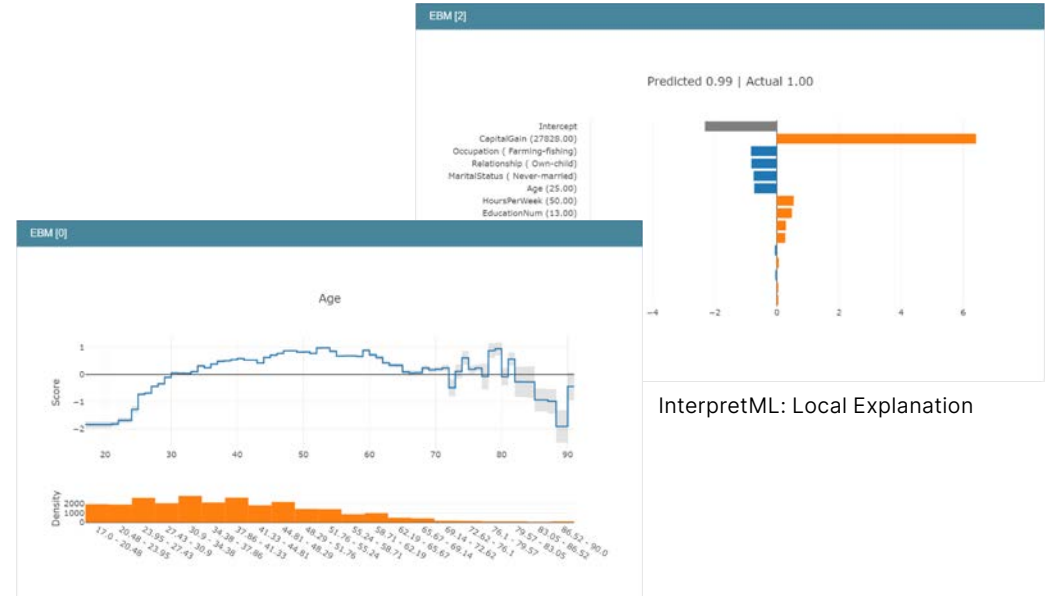 EBM [2]
Predicted 0.99 | Actual 1.00
Intercept
CapitalGain (27828.00)
Occupation ( Farming-fishing)
Relationship ( Own-child)
MaritalStatus ( Never-married)
Age (25.00)
HoursPerWeek (50.00)
EducationNum (13.00)
−4 −2 0 2 4 6
InterpretML: Local Explanation
EBM [0]
Age
Score
1
0
−1
−2
20 30 40 50 60 70 80 90
Density
2000
1000
0
17.0 - 20.48
20.48 - 23.95
23.95 - 27.43
27.43 - 30.9
30.9 - 34.38
34.38 - 37.86
37.86 - 41.33
41.33 - 44.81
44.81 - 48.29
48.29 - 51.76
51.76 - 55.24
55.24 - 58.71
58.71 - 62.19
62.19 - 65.67
65.67 - 69.14
69.14 - 72.62
72.62 - 76.1
76.1 - 79.57
79.57 - 83.05
83.05 - 86.52
86.52 - 90.0